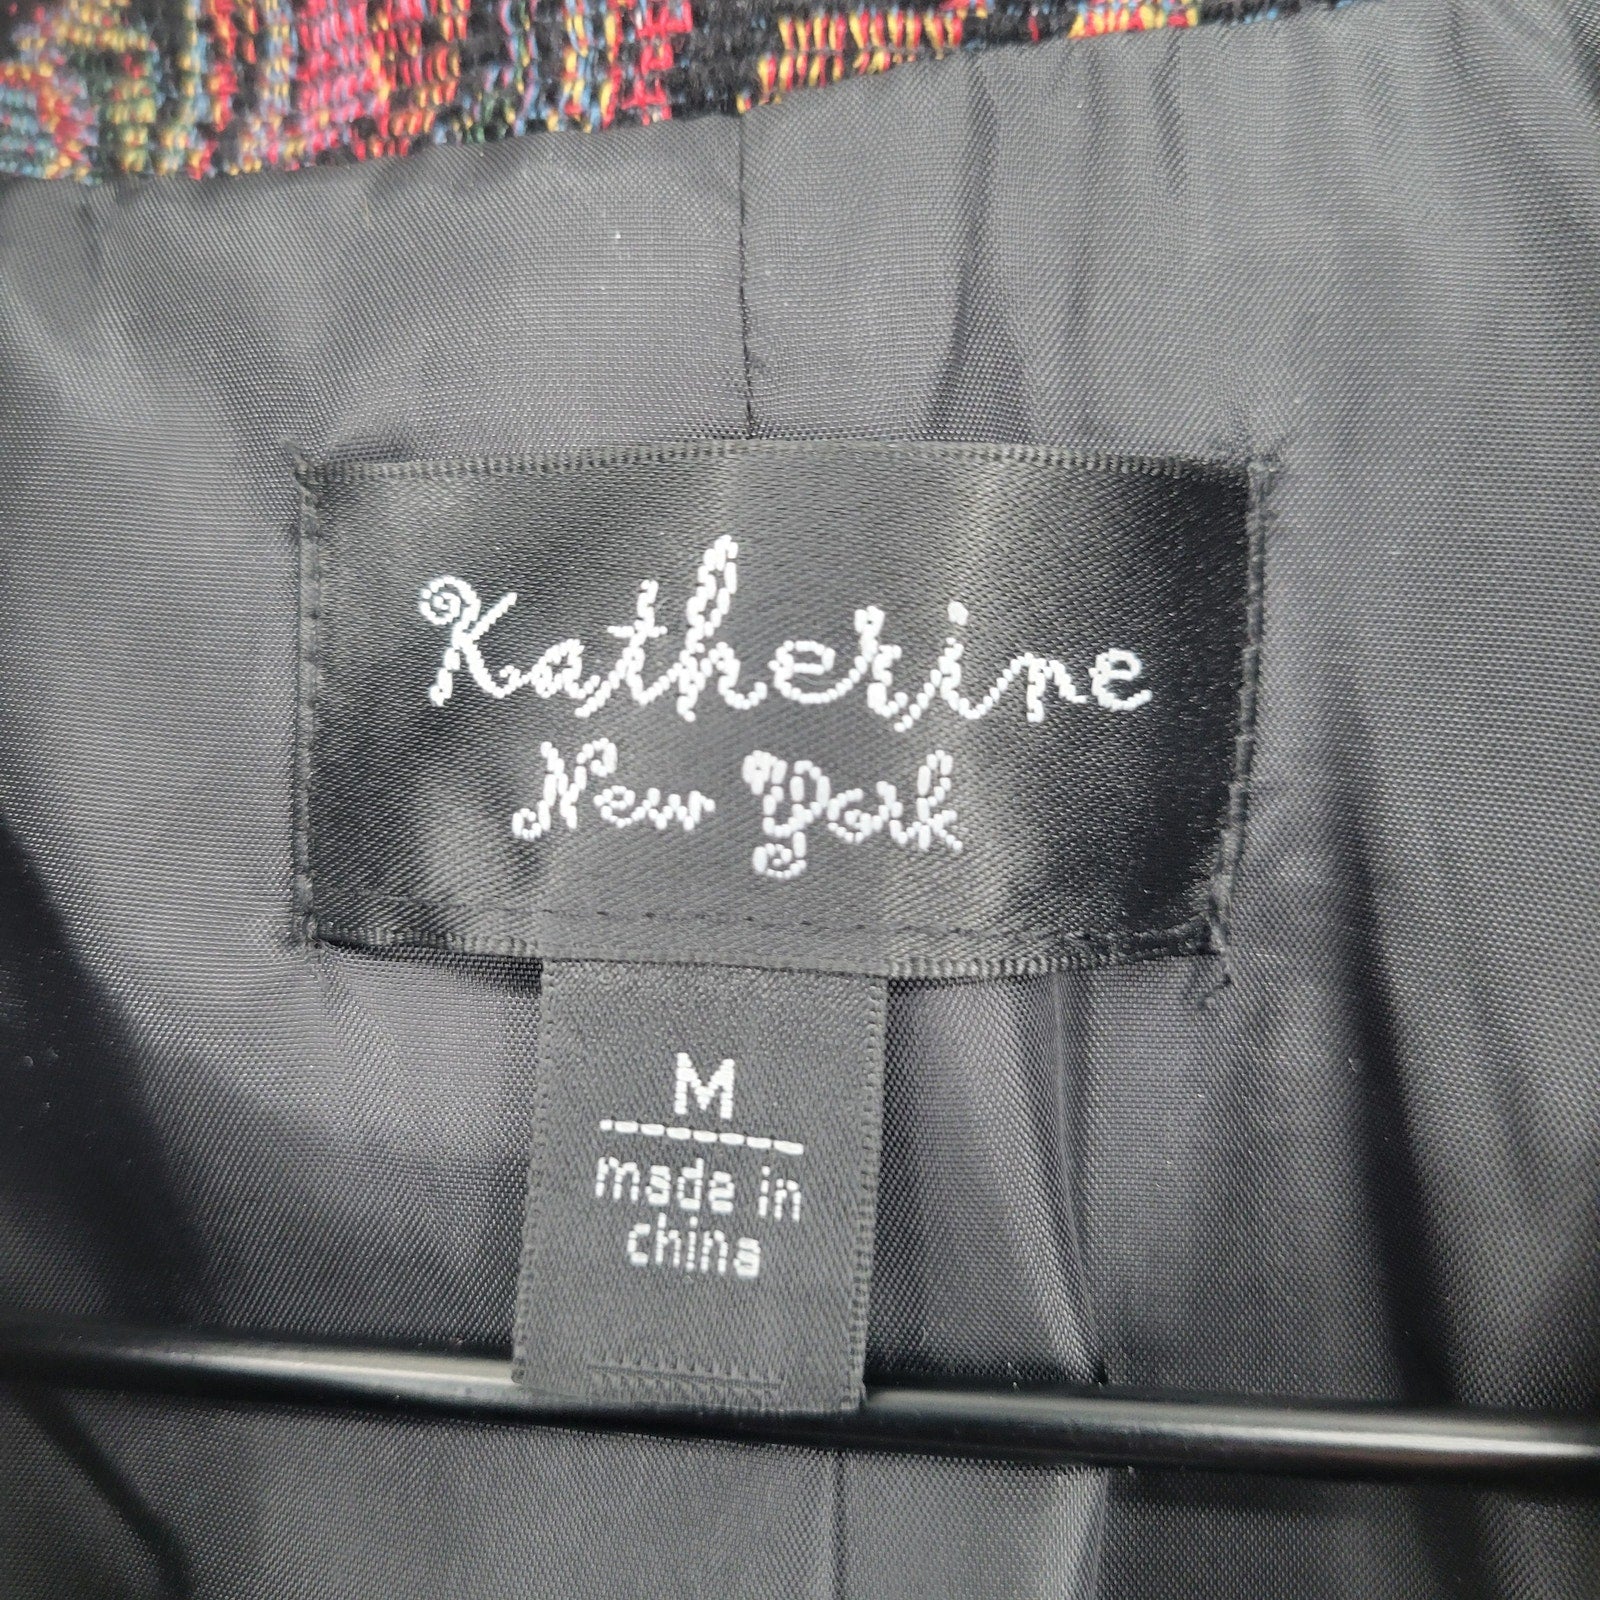 Katherine
New York
M
made in
china